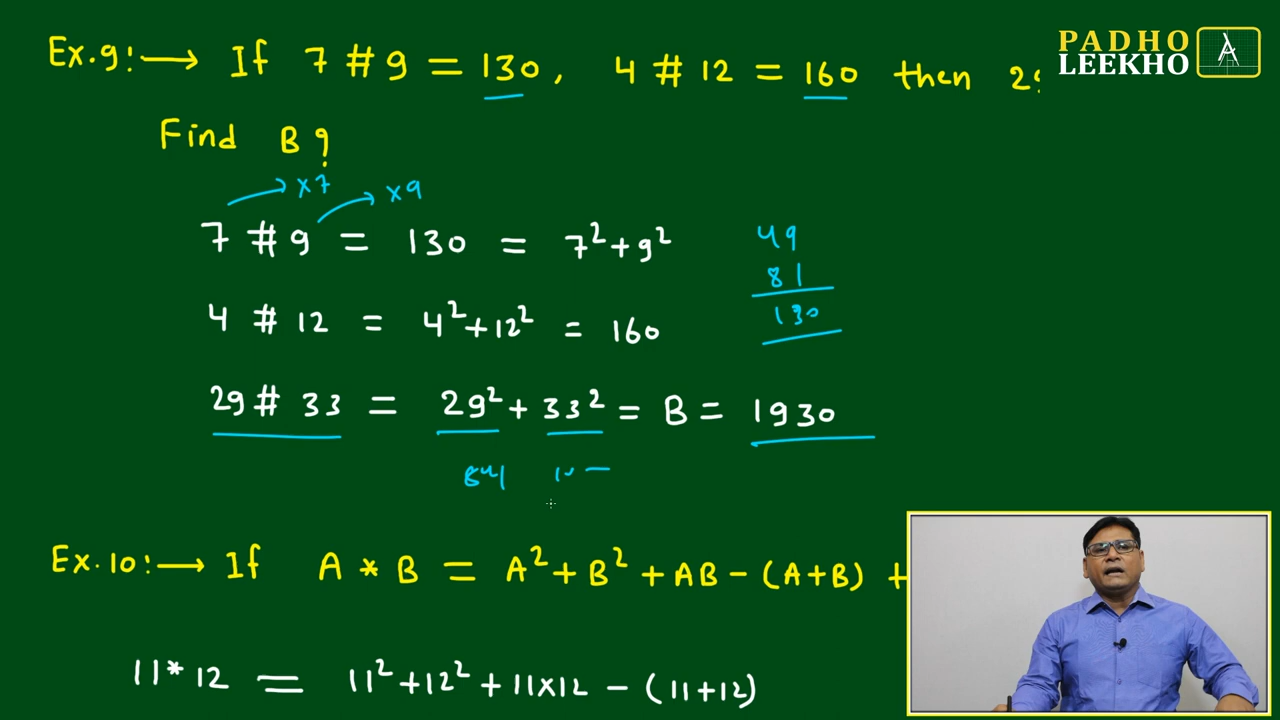 Ex.9:→ If 7 # 9 = 130, 4 # 12 = 160 then
PADHO
LEEKHO
Find B?
×7 ×9
7 # 9 = 130 = 7²+9²
49
81
130
4 # 12 = 4²+12² = 160
29 # 33 = 29²+33² = B = 1930
841
Ex.10:→ If A * B = A²+B²+AB-(A+B) +
11*12 = 11²+12²+11×12-(11+12)